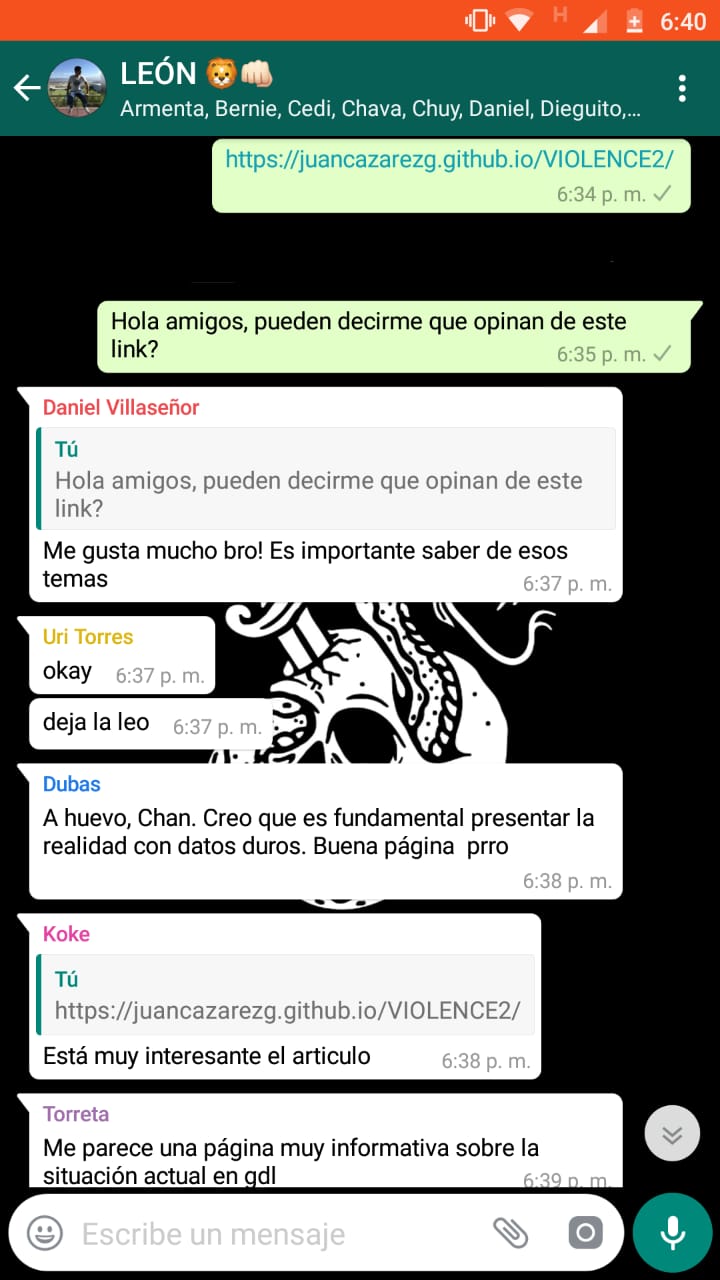 H 6:40
LEÓN 🦁👊🏻
Armenta, Bernie, Cedi, Chava, Chuy, Daniel, Dieguito,...
https://juancazarezg.github.io/VIOLENCE2/
6:34 p. m.
Hola amigos, pueden decirme que opinan de este
link?
6:35 p. m.
Daniel Villaseñor
Tú
Hola amigos, pueden decirme que opinan de este
link?
Me gusta mucho bro! Es importante saber de esos
temas
6:37 p. m.
Uri Torres
okay 6:37 p. m.
deja la leo 6:37 p. m.
Dubas
A huevo, Chan. Creo que es fundamental presentar la
realidad con datos duros. Buena página  prro
6:38 p. m.
Koke
Tú
https://juancazarezg.github.io/VIOLENCE2/
Está muy interesante el articulo 6:38 p. m.
Torreta
Me parece una página muy informativa sobre la
situación actual en gdl
6:39 p. m.
Escribe un mensaje